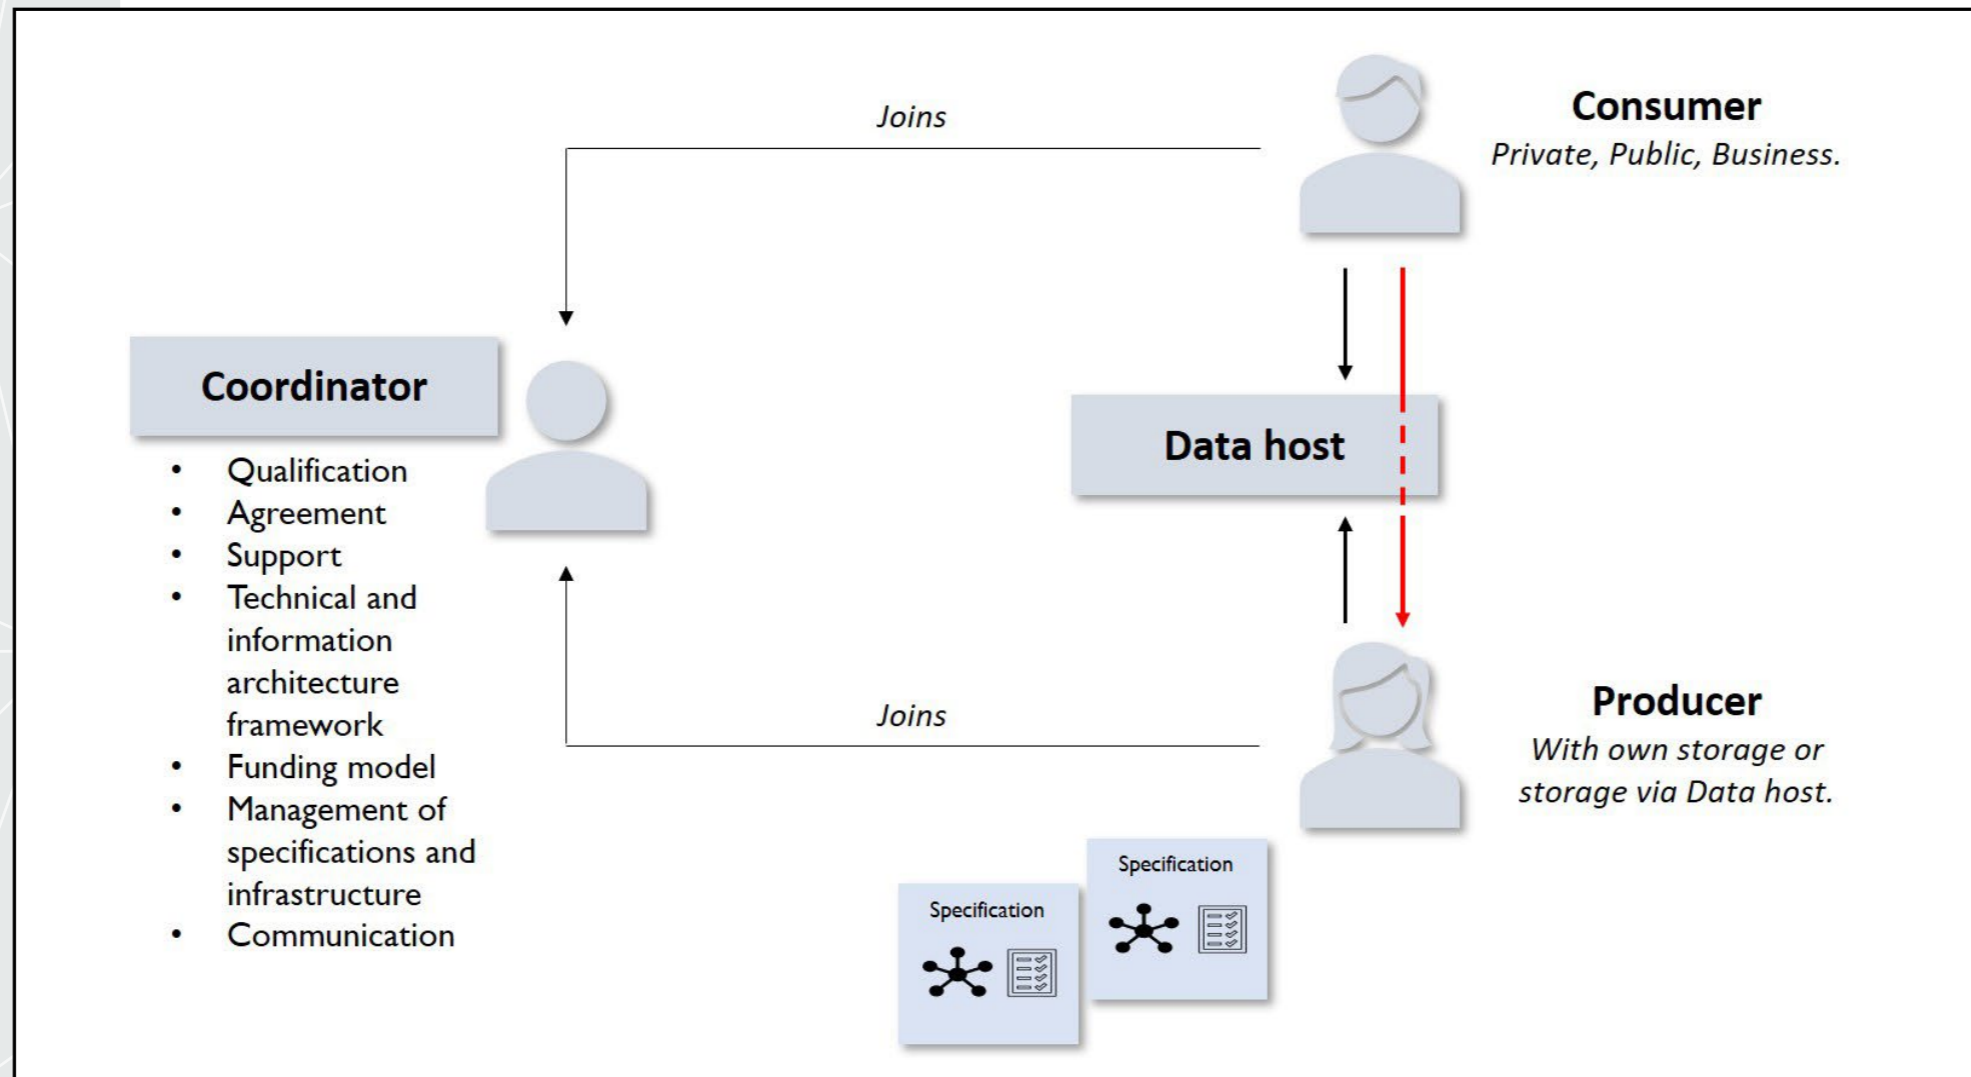 Joins
Consumer
Private, Public, Business.
Coordinator
• Qualification
• Agreement
• Support
• Technical and
information
architecture
framework
• Funding model
• Management of
specifications and
infrastructure
• Communication
Data host
Joins
Producer
With own storage or
storage via Data host.
Specification
Specification